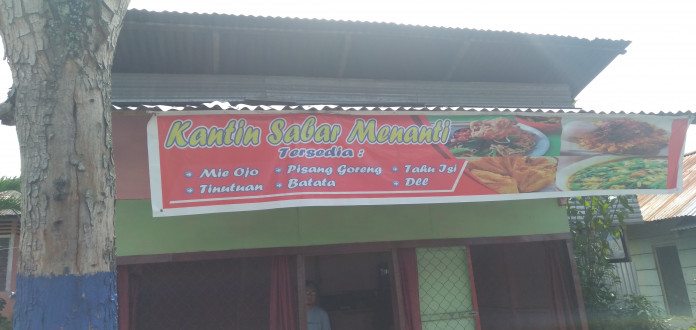 Kantin Sabar Menanti
Tersedia :
• Mie Ojo • Pisang Goreng • Tahu Isi
• Tinutuan • Batata • Dll